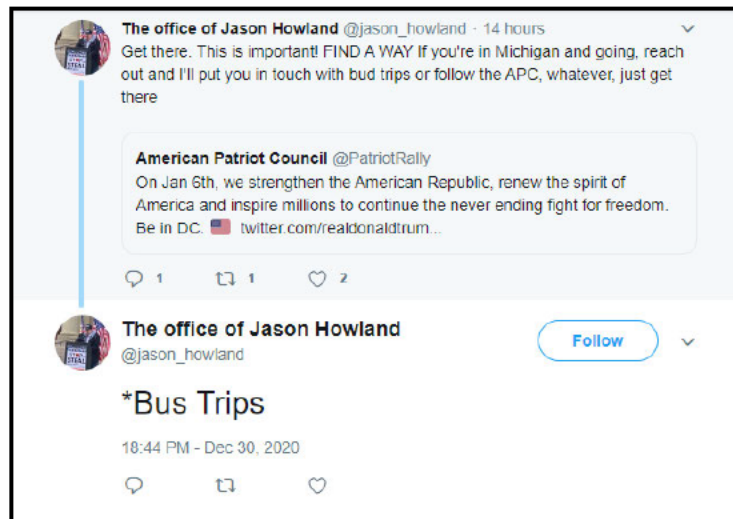 The office of Jason Howland @jason_howland · 14 hours
Get there. This is important! FIND A WAY If you're in Michigan and going, reach
out and I'll put you in touch with bud trips or follow the APC, whatever, just get
there
American Patriot Council @PatriotRally
On Jan 6th, we strengthen the American Republic, renew the spirit of
America and inspire millions to continue the never ending fight for freedom.
Be in DC. 🇺🇸 twitter.com/realdonaldtrum...
1 1 2
The office of Jason Howland
@jason_howland
Follow
*Bus Trips
18:44 PM - Dec 30, 2020